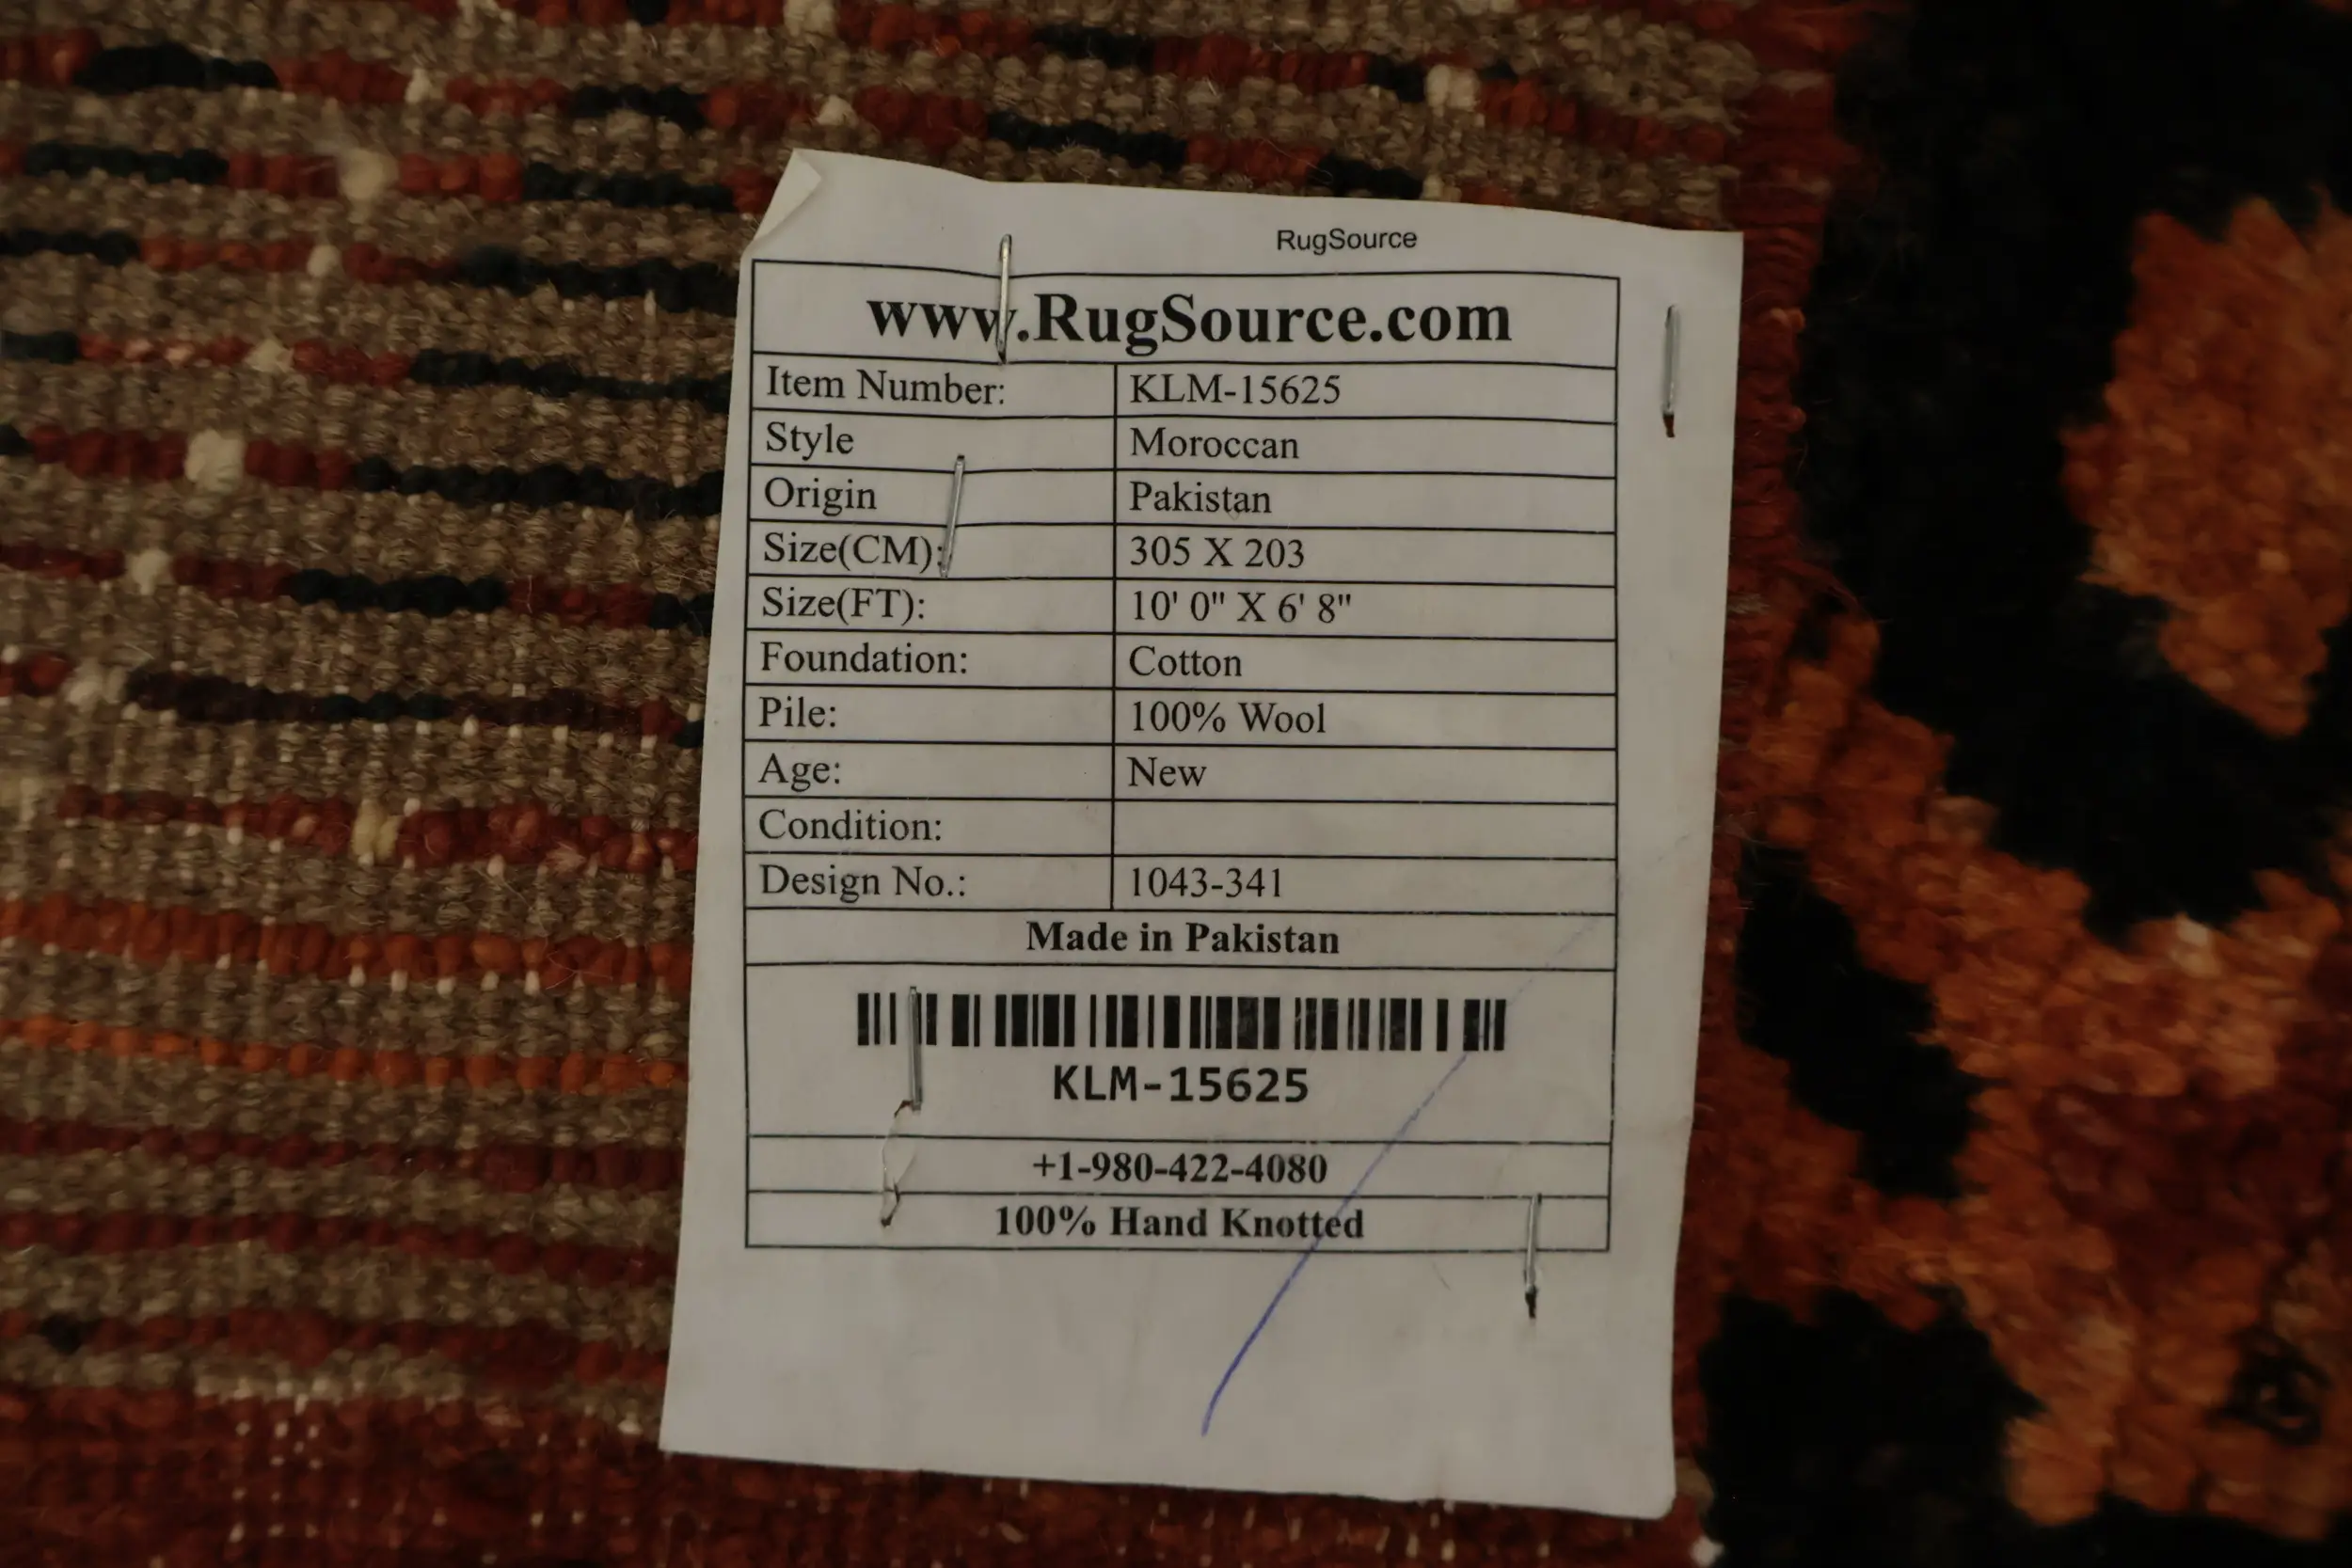 RugSource
www.RugSource.com
Item Number: KLM-15625
Style Moroccan
Origin Pakistan
Size(CM): 305 X 203
Size(FT): 10' 0" X 6' 8"
Foundation: Cotton
Pile: 100% Wool
Age: New
Condition:
Design No.: 1043-341
Made in Pakistan
KLM-15625
+1-980-422-4080
100% Hand Knotted